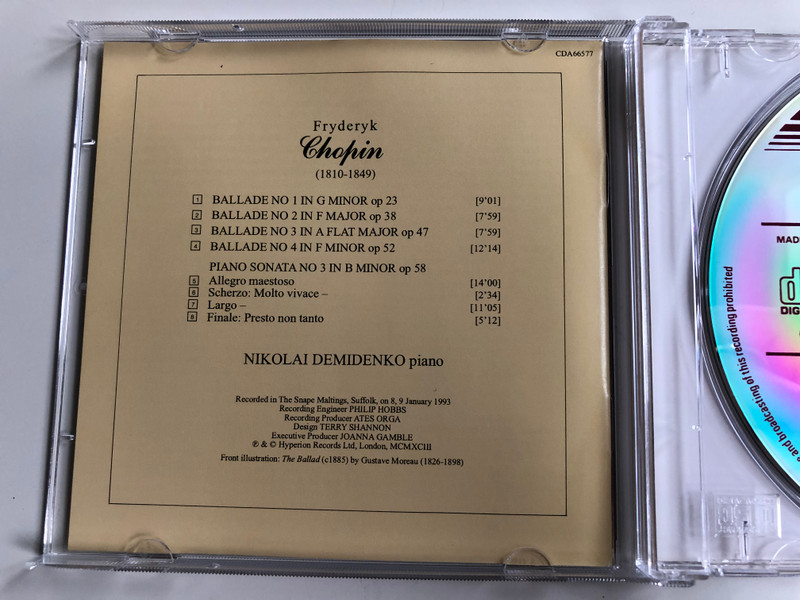 CDA66577
Fryderyk
Chopin
(1810-1849)
1 BALLADE NO 1 IN G MINOR op 23 [9'01]
2 BALLADE NO 2 IN F MAJOR op 38 [7'59]
3 BALLADE NO 3 IN A FLAT MAJOR op 47 [7'59]
4 BALLADE NO 4 IN F MINOR op 52 [12'14]
PIANO SONATA NO 3 IN B MINOR op 58
5 Allegro maestoso [14'00]
6 Scherzo: Molto vivace – [2'34]
7 Largo – [11'05]
8 Finale: Presto non tanto [5'12]
NIKOLAI DEMIDENKO piano
Recorded in The Snape Maltings, Suffolk, on 8, 9 January 1993
Recording Engineer PHILIP HOBBS
Recording Producer ATES ORGA
Design TERRY SHANNON
Executive Producer JOANNA GAMBLE
℗ & © Hyperion Records Ltd, London, MCMXCIII
Front illustration: The Ballad (c1885) by Gustave Moreau (1826-1898)
MAD
DIG
and broadcasting of this recording prohibited